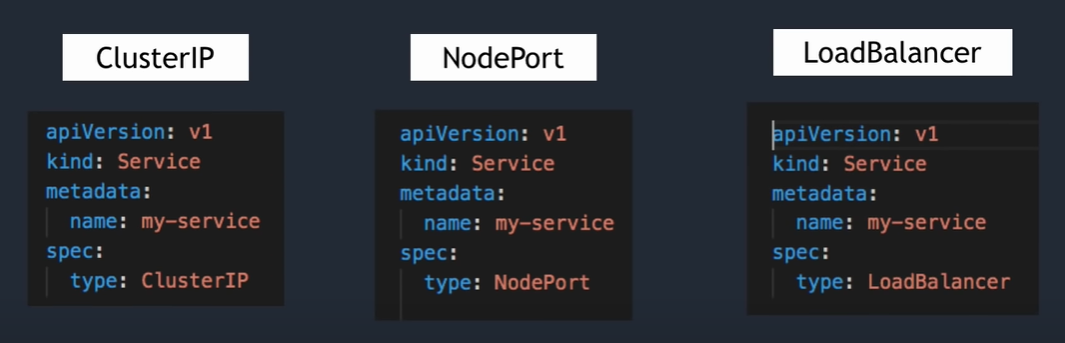 ClusterIP
apiVersion: v1
kind: Service
metadata:
name: my-service
spec:
type: ClusterIP
NodePort
apiVersion: v1
kind: Service
metadata:
name: my-service
spec:
type: NodePort
LoadBalancer
apiVersion: v1
kind: Service
metadata:
name: my-service
spec:
type: LoadBalancer